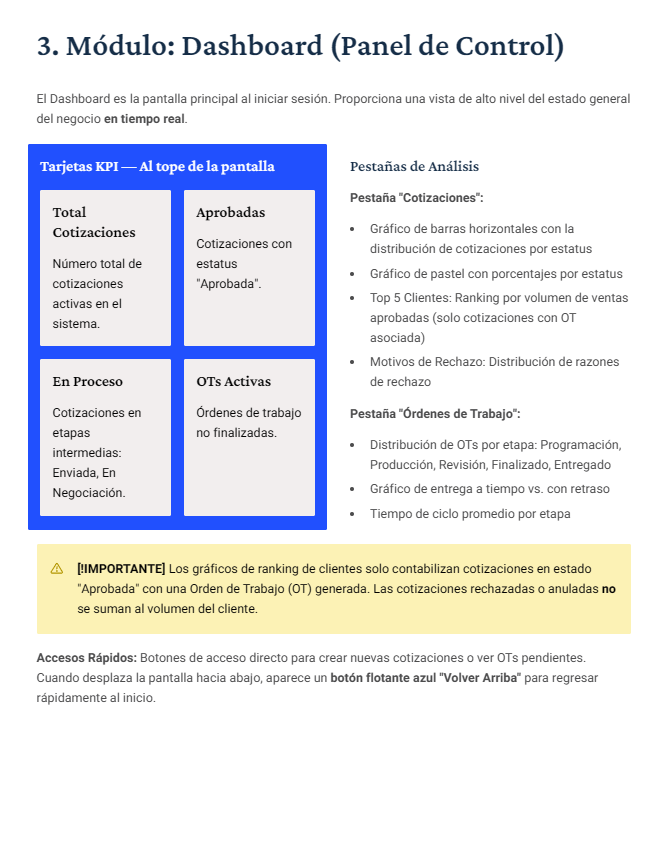 3. Módulo: Dashboard (Panel de Control)
El Dashboard es la pantalla principal al iniciar sesión. Proporciona una vista de alto nivel del estado general
del negocio en tiempo real.
Tarjetas KPI — Al tope de la pantalla
Total
Cotizaciones
Número total de
cotizaciones
activas en el
sistema.
Aprobadas
Cotizaciones con
estatus
"Aprobada".
En Proceso
Cotizaciones en
etapas
intermedias:
Enviada, En
Negociación.
OTs Activas
Órdenes de trabajo
no finalizadas.
Pestañas de Análisis
Pestaña "Cotizaciones":
• Gráfico de barras horizontales con la
distribución de cotizaciones por estatus
• Gráfico de pastel con porcentajes por estatus
• Top 5 Clientes: Ranking por volumen de ventas
aprobadas (solo cotizaciones con OT
asociada)
• Motivos de Rechazo: Distribución de razones
de rechazo
Pestaña "Órdenes de Trabajo":
• Distribución de OTs por etapa: Programación,
Producción, Revisión, Finalizado, Entregado
• Gráfico de entrega a tiempo vs. con retraso
• Tiempo de ciclo promedio por etapa
[!IMPORTANTE] Los gráficos de ranking de clientes solo contabilizan cotizaciones en estado
"Aprobada" con una Orden de Trabajo (OT) generada. Las cotizaciones rechazadas o anuladas no
se suman al volumen del cliente.
Accesos Rápidos: Botones de acceso directo para crear nuevas cotizaciones o ver OTs pendientes.
Cuando desplaza la pantalla hacia abajo, aparece un botón flotante azul "Volver Arriba" para regresar
rápidamente al inicio.